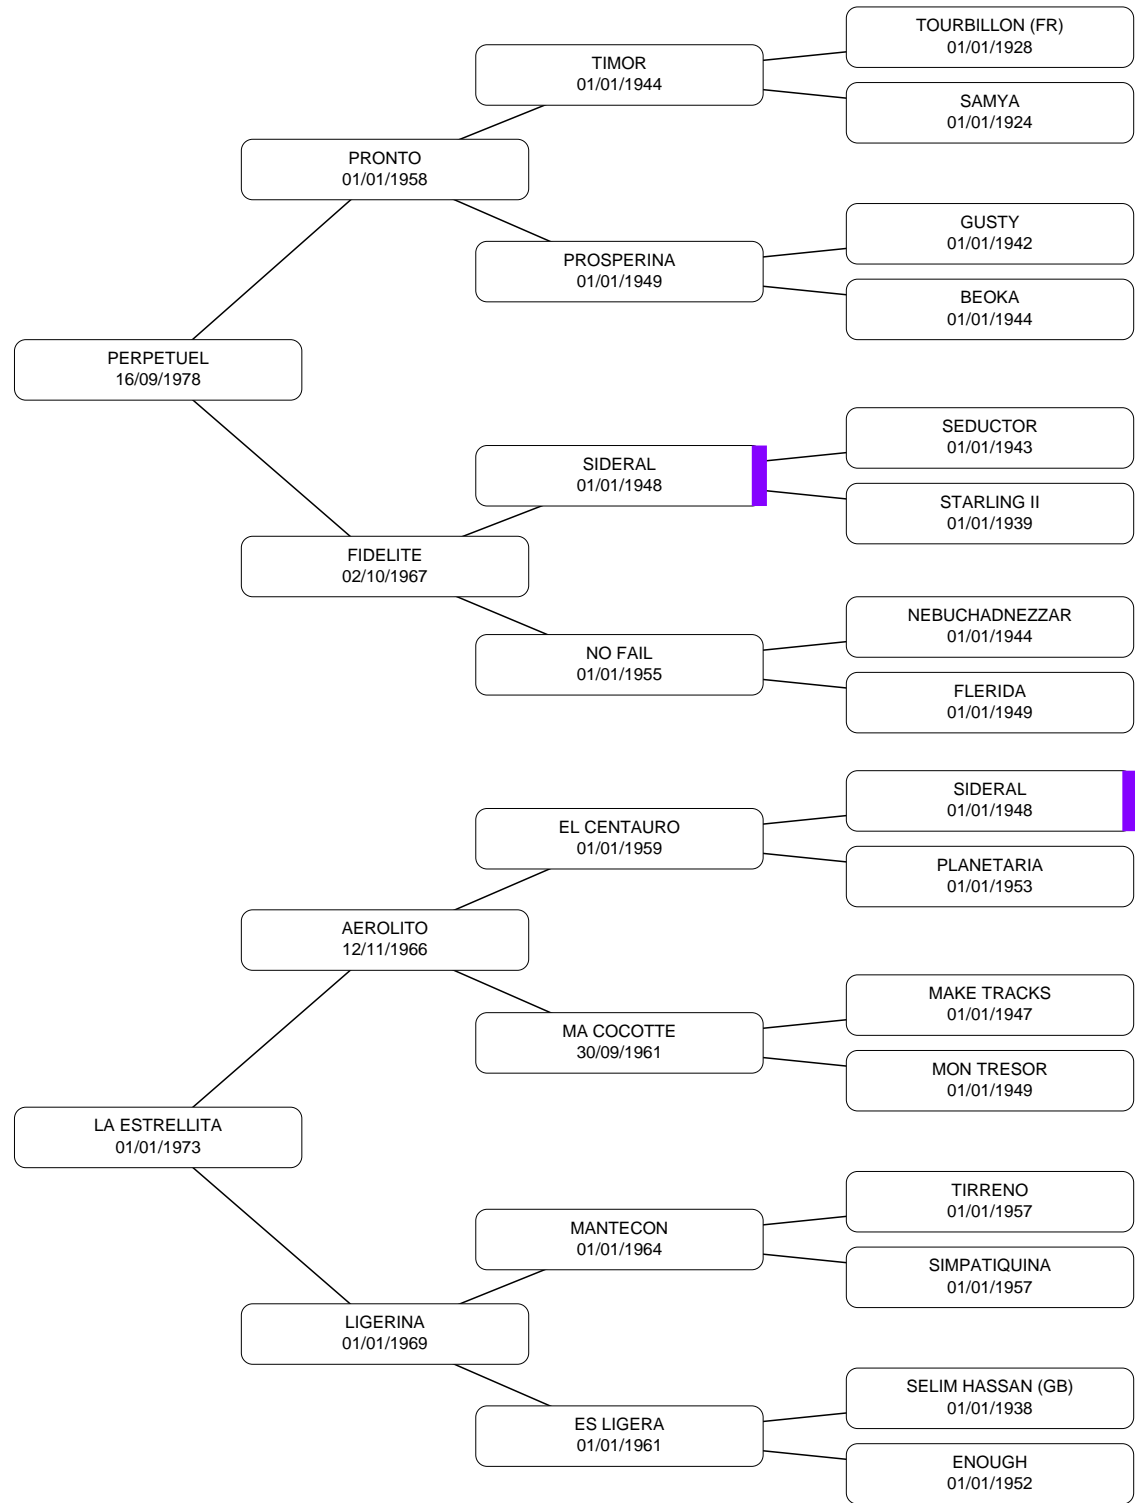 TOURBILLON (FR)
01/01/1928
TIMOR
01/01/1944
SAMYA
01/01/1924
PRONTO
01/01/1958
GUSTY
01/01/1942
PROSPERINA
01/01/1949
BEOKA
01/01/1944
PERPETUEL
16/09/1978
SEDUCTOR
01/01/1943
SIDERAL
01/01/1948
STARLING II
01/01/1939
FIDELITE
02/10/1967
NEBUCHADNEZZAR
01/01/1944
NO FAIL
01/01/1955
FLERIDA
01/01/1949
SIDERAL
01/01/1948
EL CENTAURO
01/01/1959
PLANETARIA
01/01/1953
AEROLITO
12/11/1966
MAKE TRACKS
01/01/1947
MA COCOTTE
30/09/1961
MON TRESOR
01/01/1949
LA ESTRELLITA
01/01/1973
TIRRENO
01/01/1957
MANTECON
01/01/1964
SIMPATIQUINA
01/01/1957
LIGERINA
01/01/1969
SELIM HASSAN (GB)
01/01/1938
ES LIGERA
01/01/1961
ENOUGH
01/01/1952